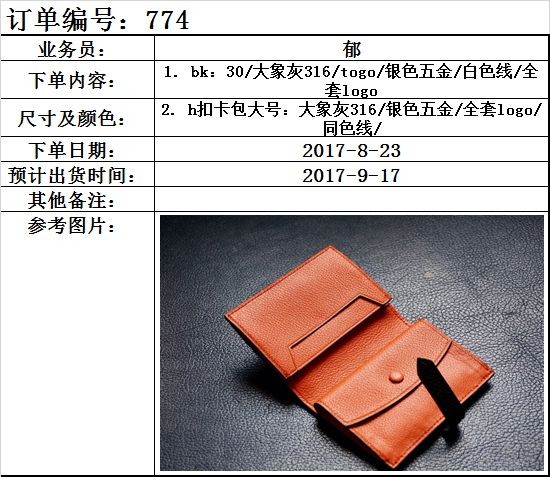 订单编号：774
业务员：
郁
下单内容：
1. bk：30/大象灰316/togo/银色五金/白色线/全
套logo
尺寸及颜色：
2. h扣卡包大号：大象灰316/银色五金/全套logo/
同色线/
下单日期：
2017-8-23
预计出货时间：
2017-9-17
其他备注：
参考图片：